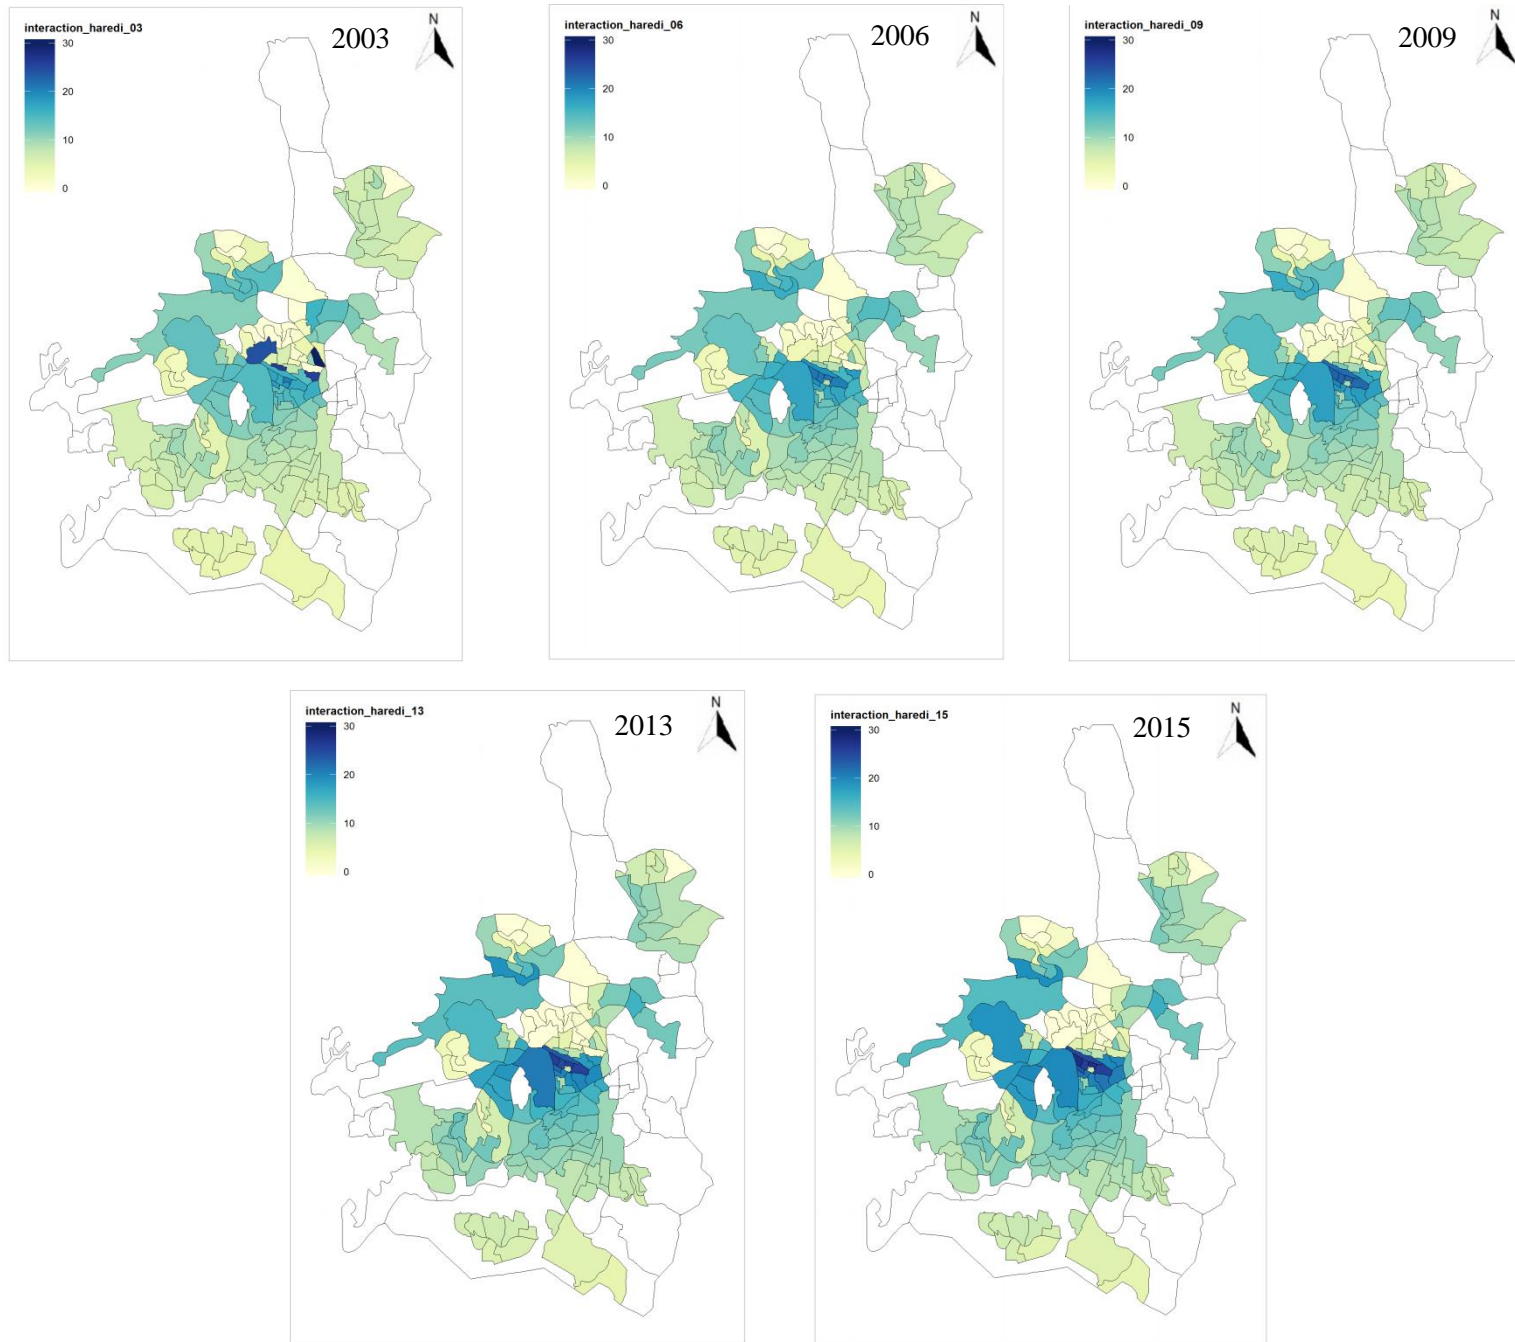 interaction_haredi_03
2003
N
30
20
10
0
interaction_haredi_06
2006
N
30
20
10
0
interaction_haredi_09
2009
N
30
20
10
0
interaction_haredi_13
2013
N
30
20
10
0
interaction_haredi_15
2015
N
30
20
10
0